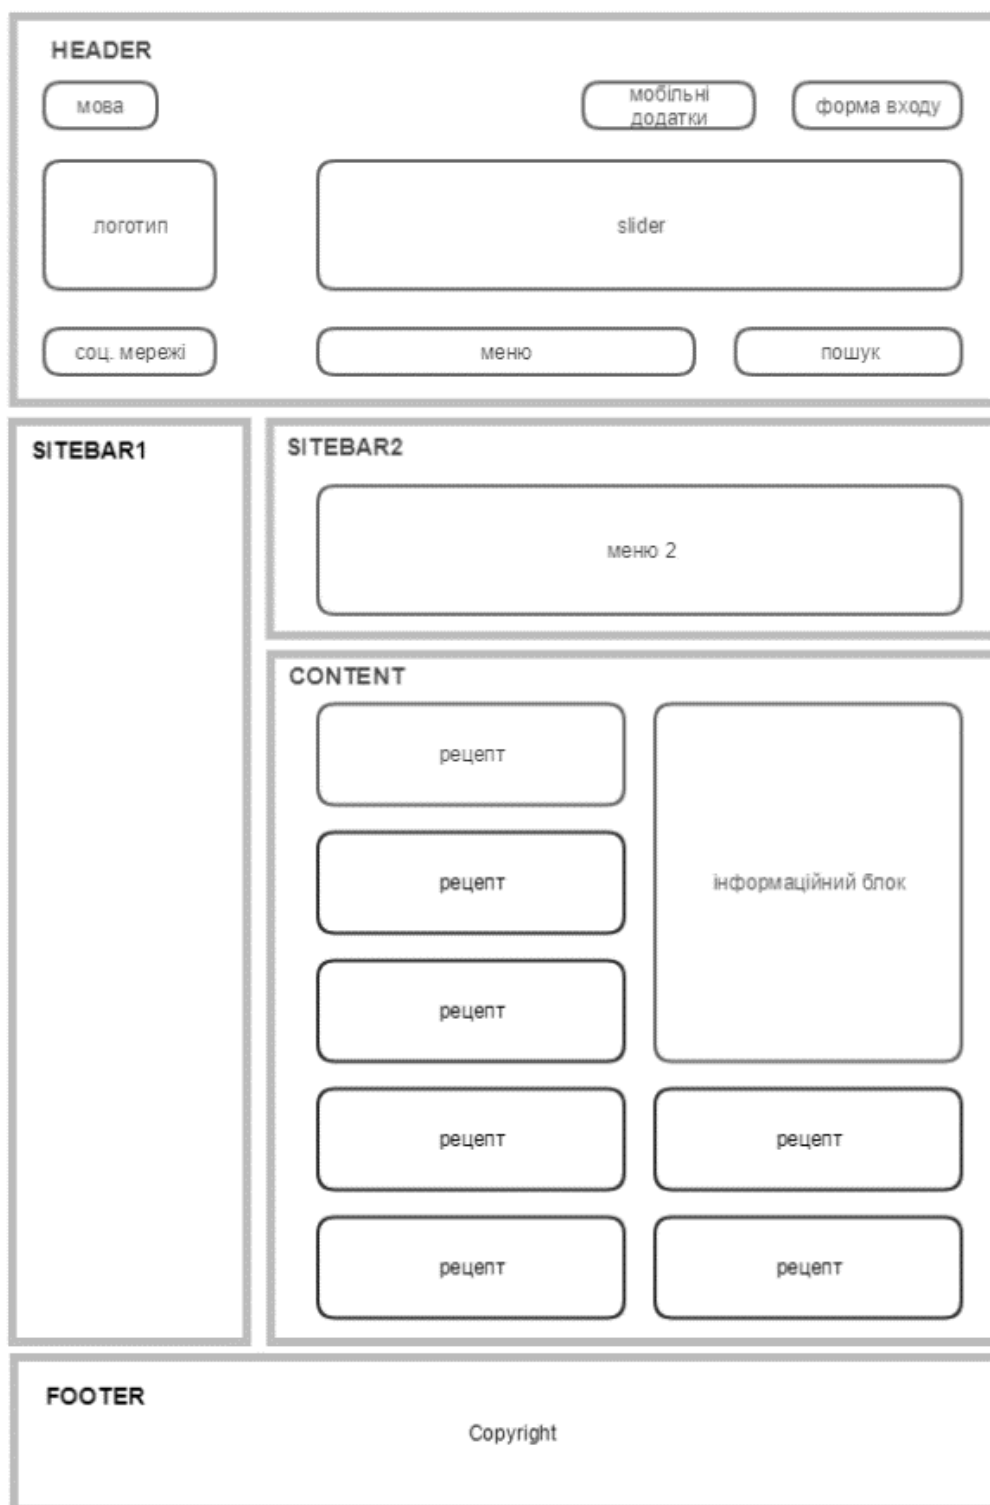 HEADER
мова
мобільні
додатки
форма входу
логотип
slider
соц. мережі
меню
пошук
SITEBAR1
SITEBAR2
меню 2
CONTENT
рецепт
рецепт
інформаційний блок
рецепт
рецепт
рецепт
рецепт
рецепт
FOOTER
Copyright